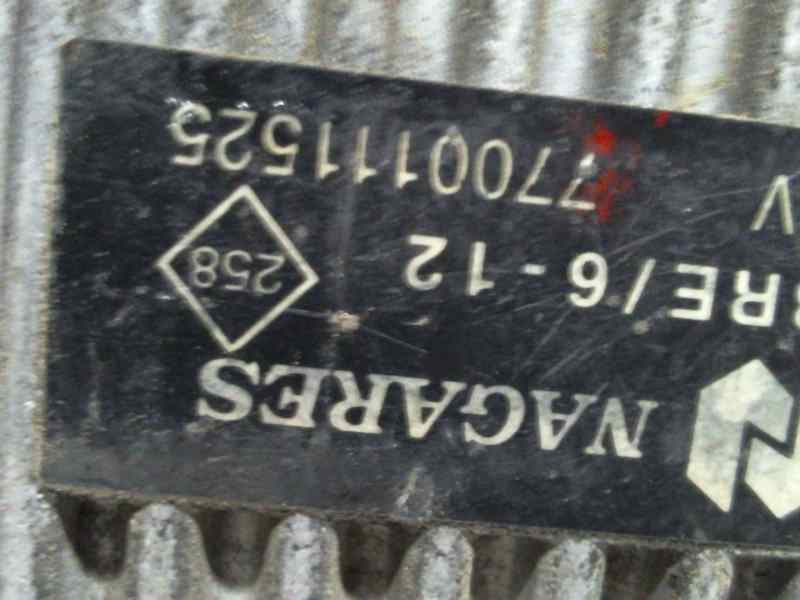 NAGARES
258
RE/6-12
7700111525
V